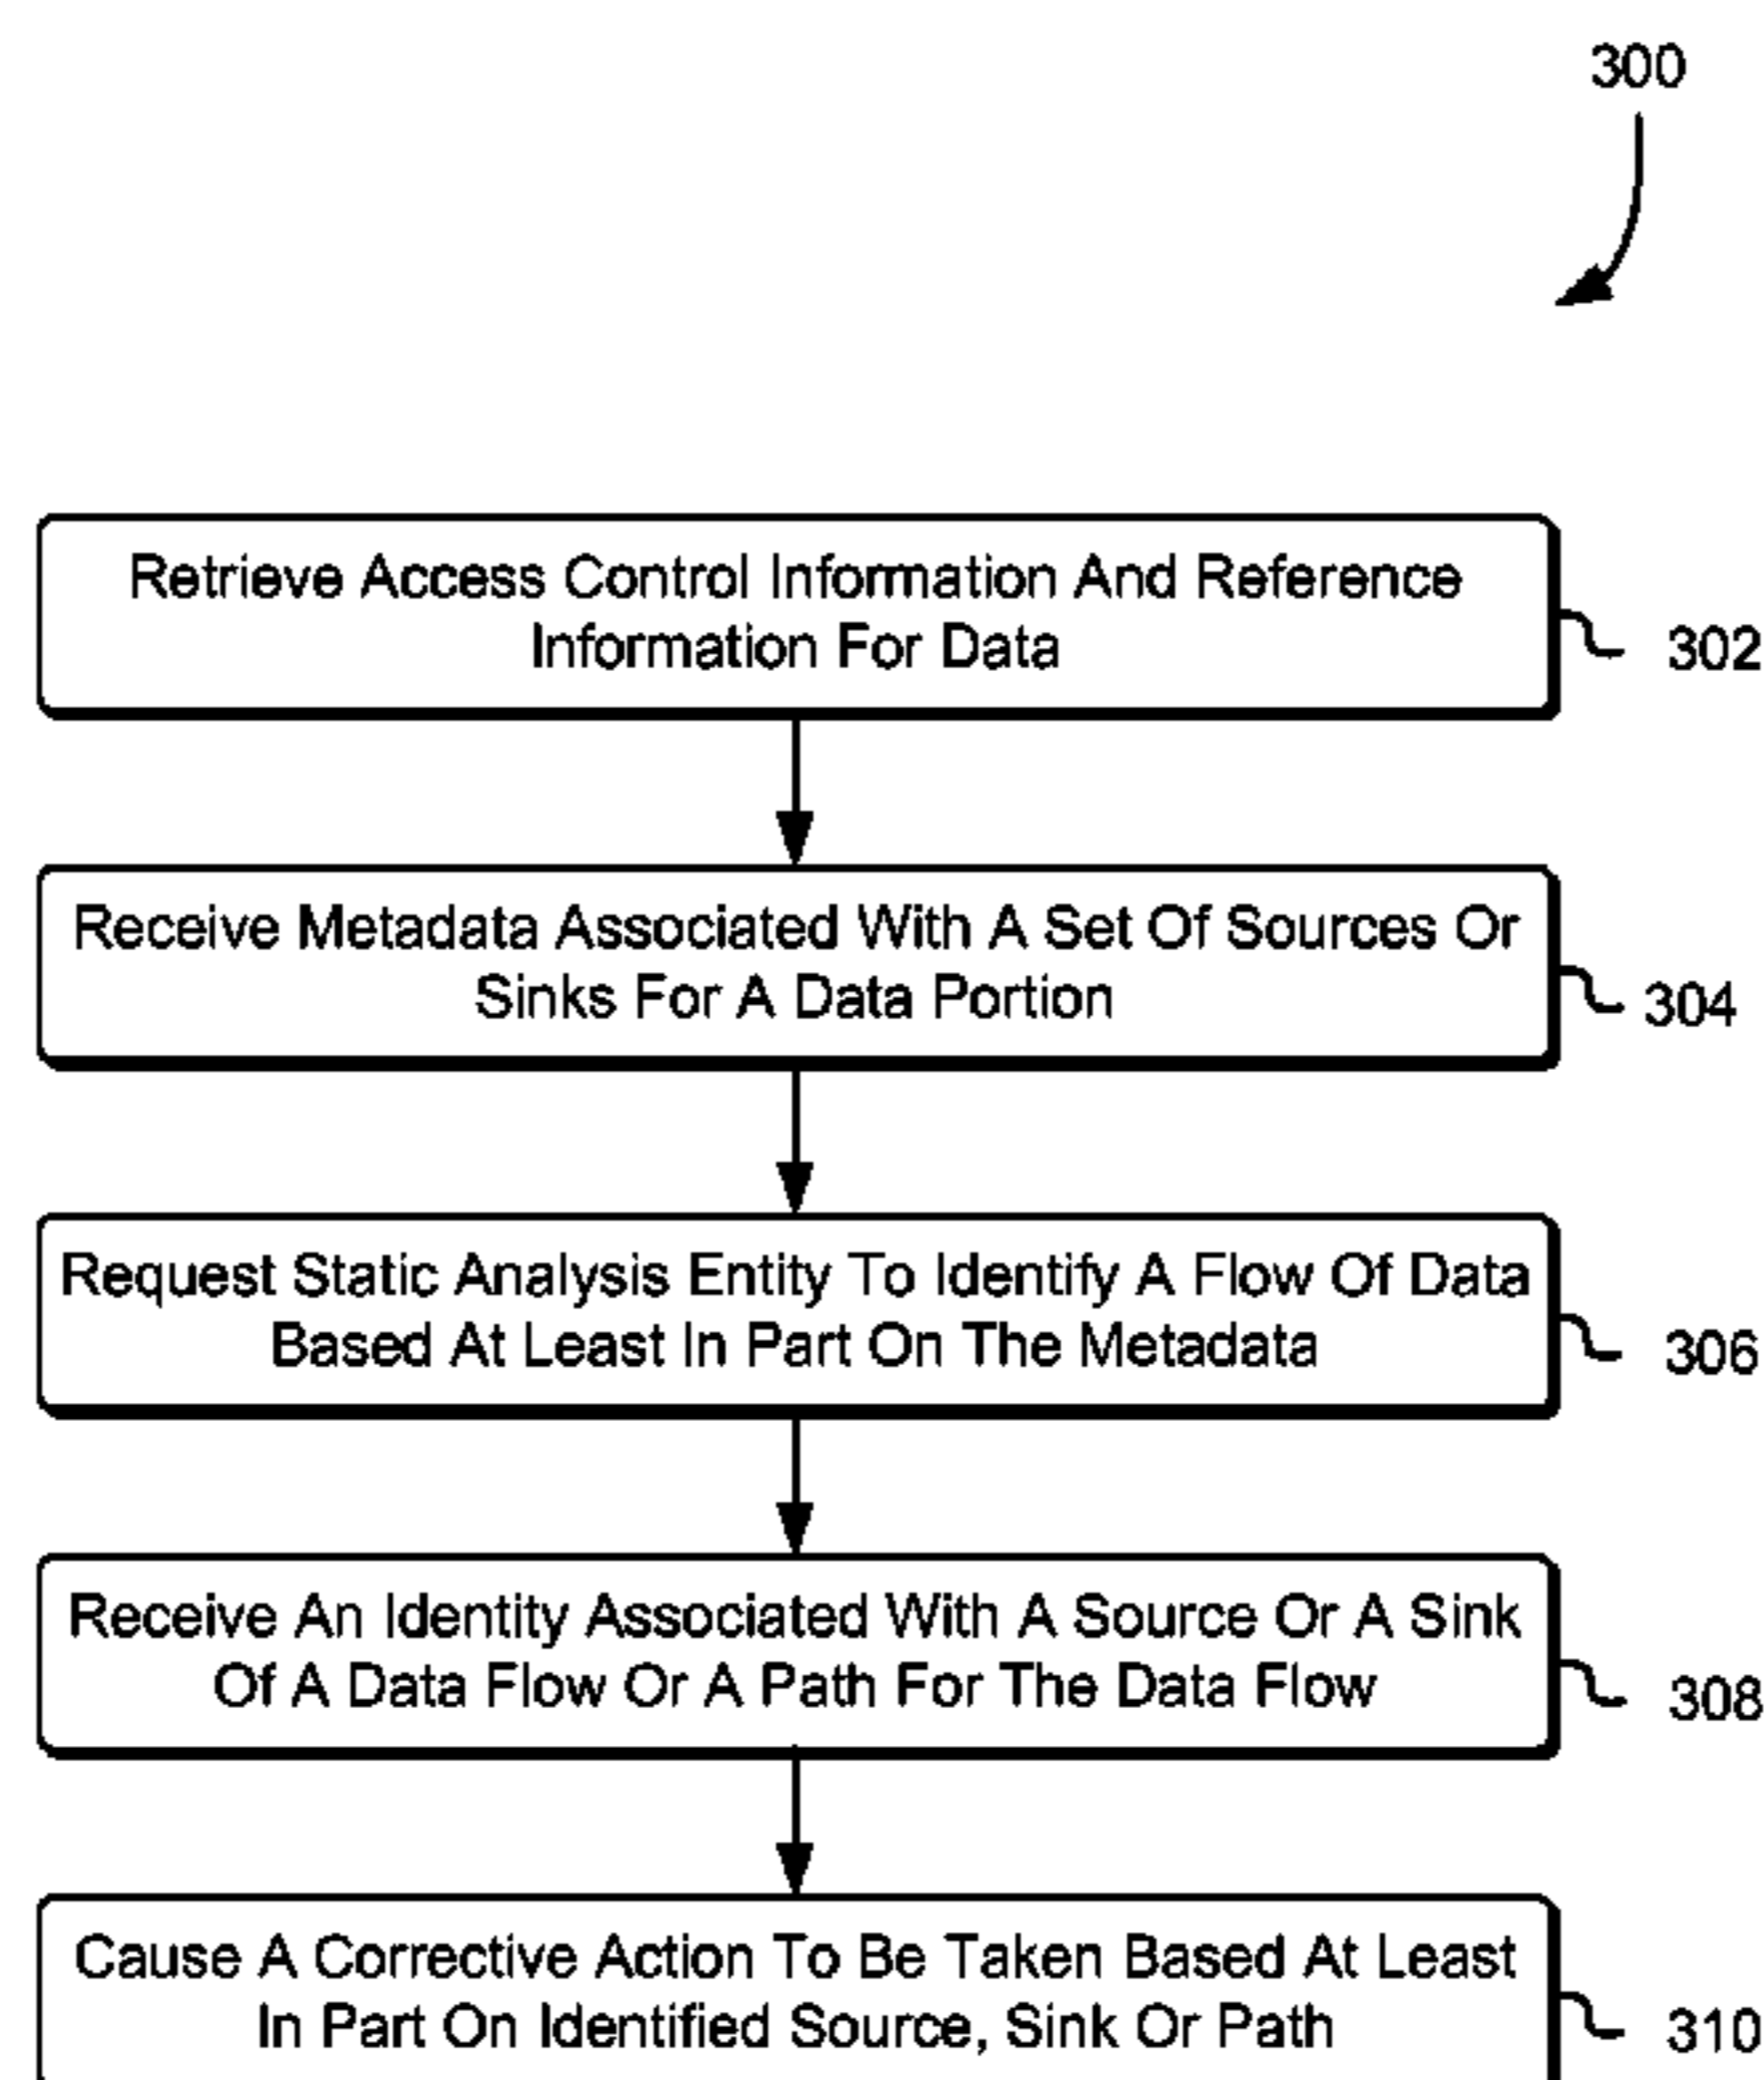 300
Retrieve Access Control Information And Reference
Information For Data
302
Receive Metadata Associated With A Set Of Sources Or
Sinks For A Data Portion
304
Request Static Analysis Entity To Identify A Flow Of Data
Based At Least In Part On The Metadata
306
Receive An Identity Associated With A Source Or A Sink
Of A Data Flow Or A Path For The Data Flow
308
Cause A Corrective Action To Be Taken Based At Least
In Part On Identified Source, Sink Or Path
310